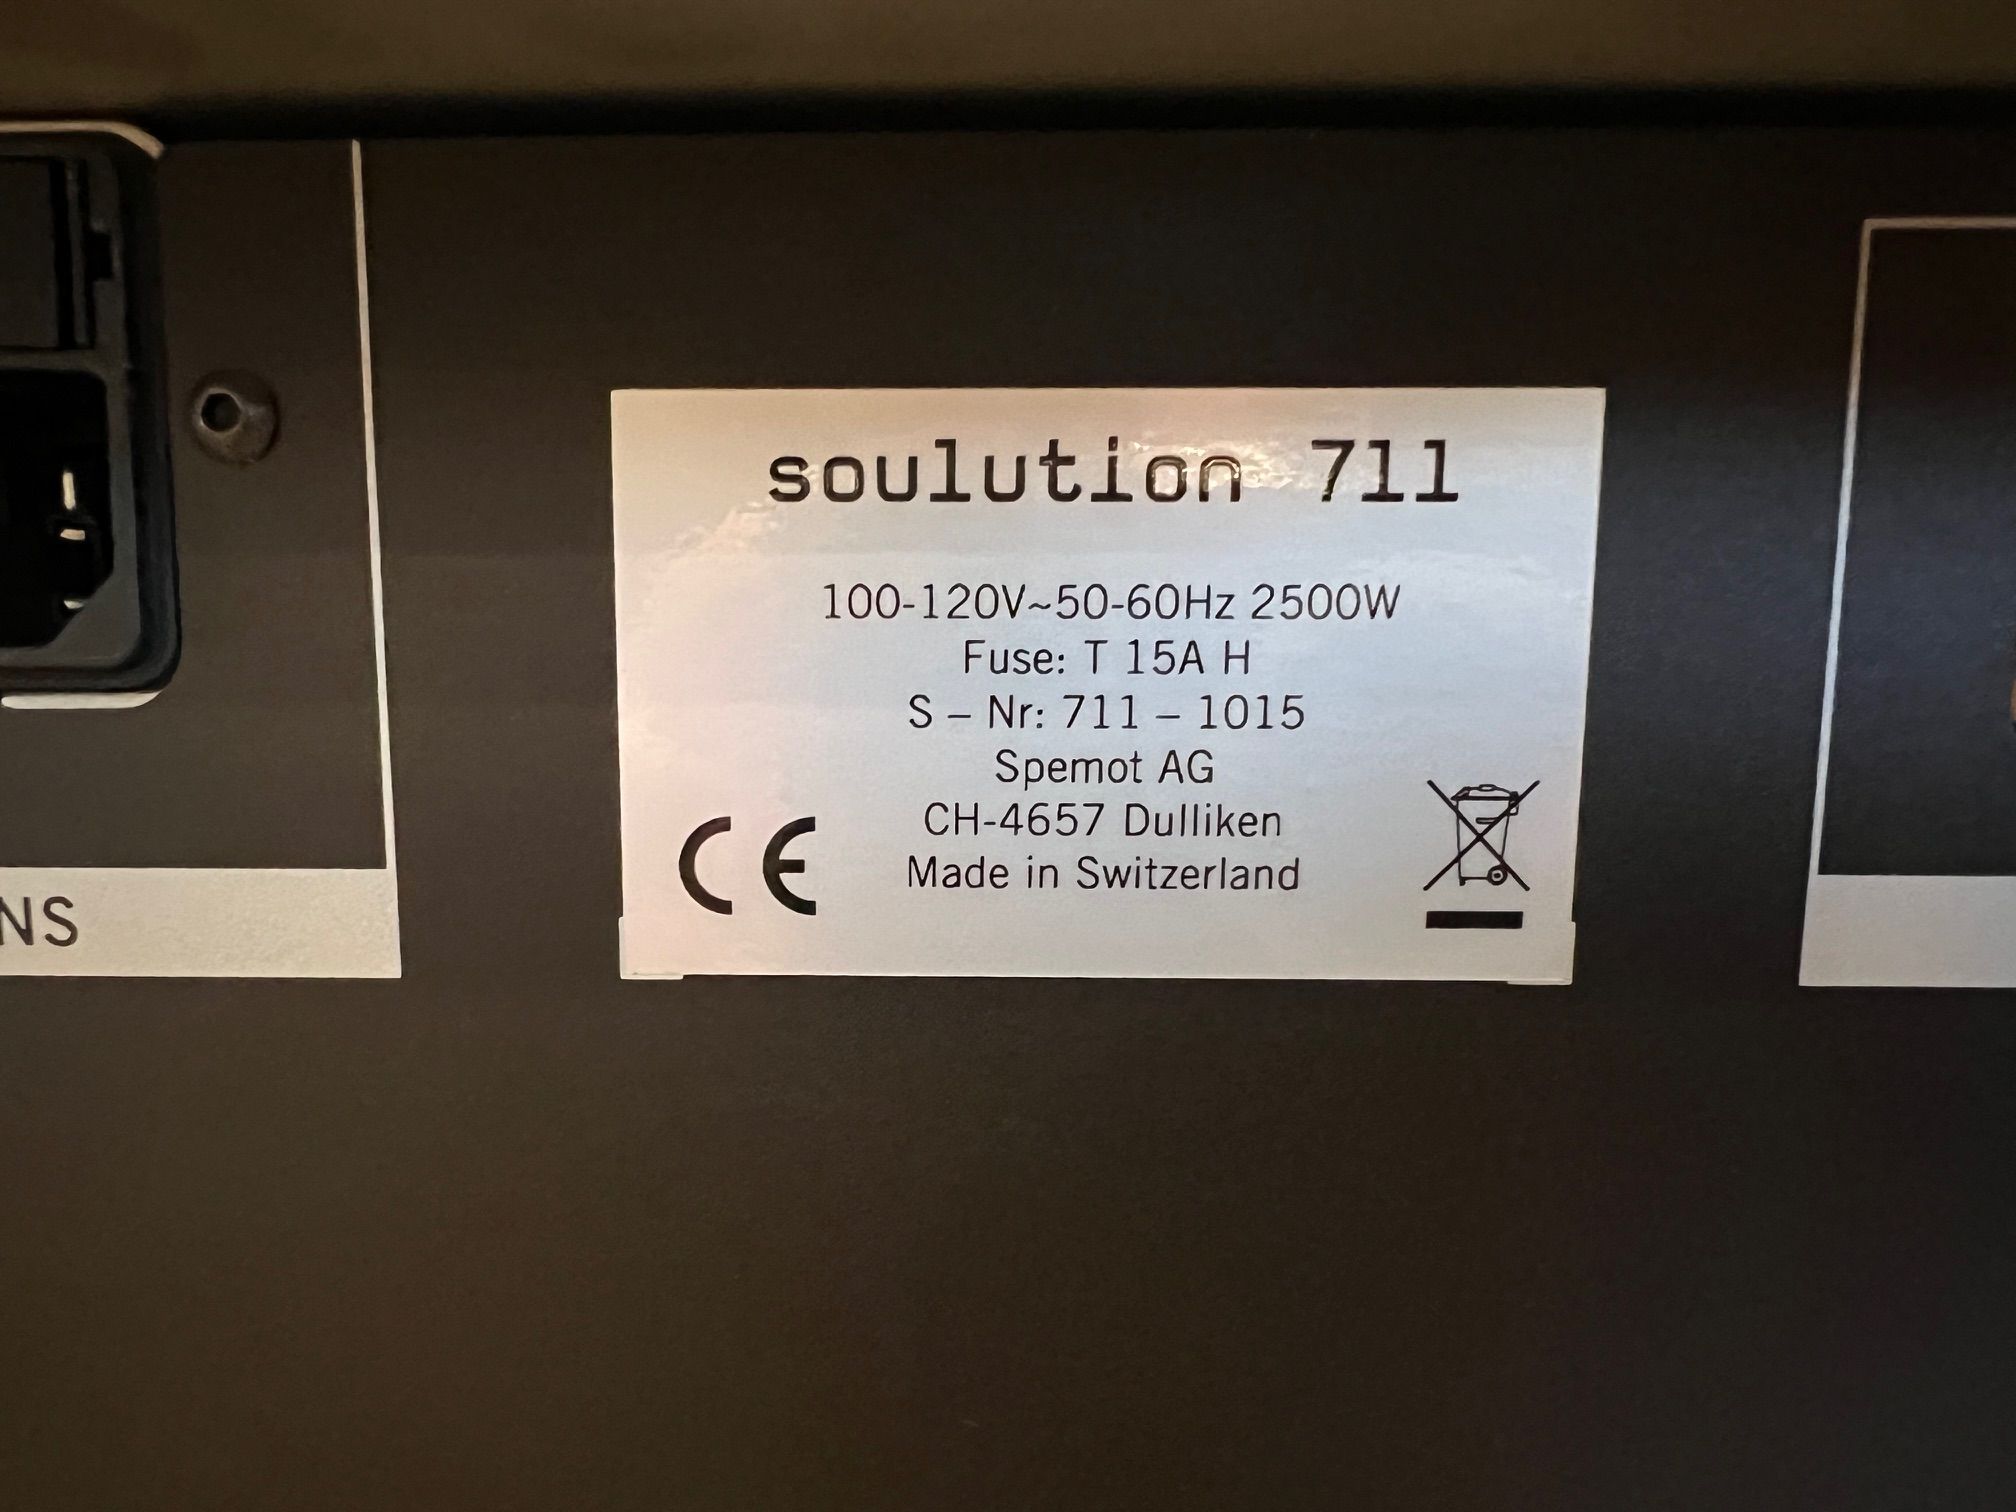 soulution 711
100-120V~50-60Hz 2500W
Fuse: T 15A H
S – Nr: 711 – 1015
Spemot AG
CH-4657 Dulliken
Made in Switzerland
CE
NS